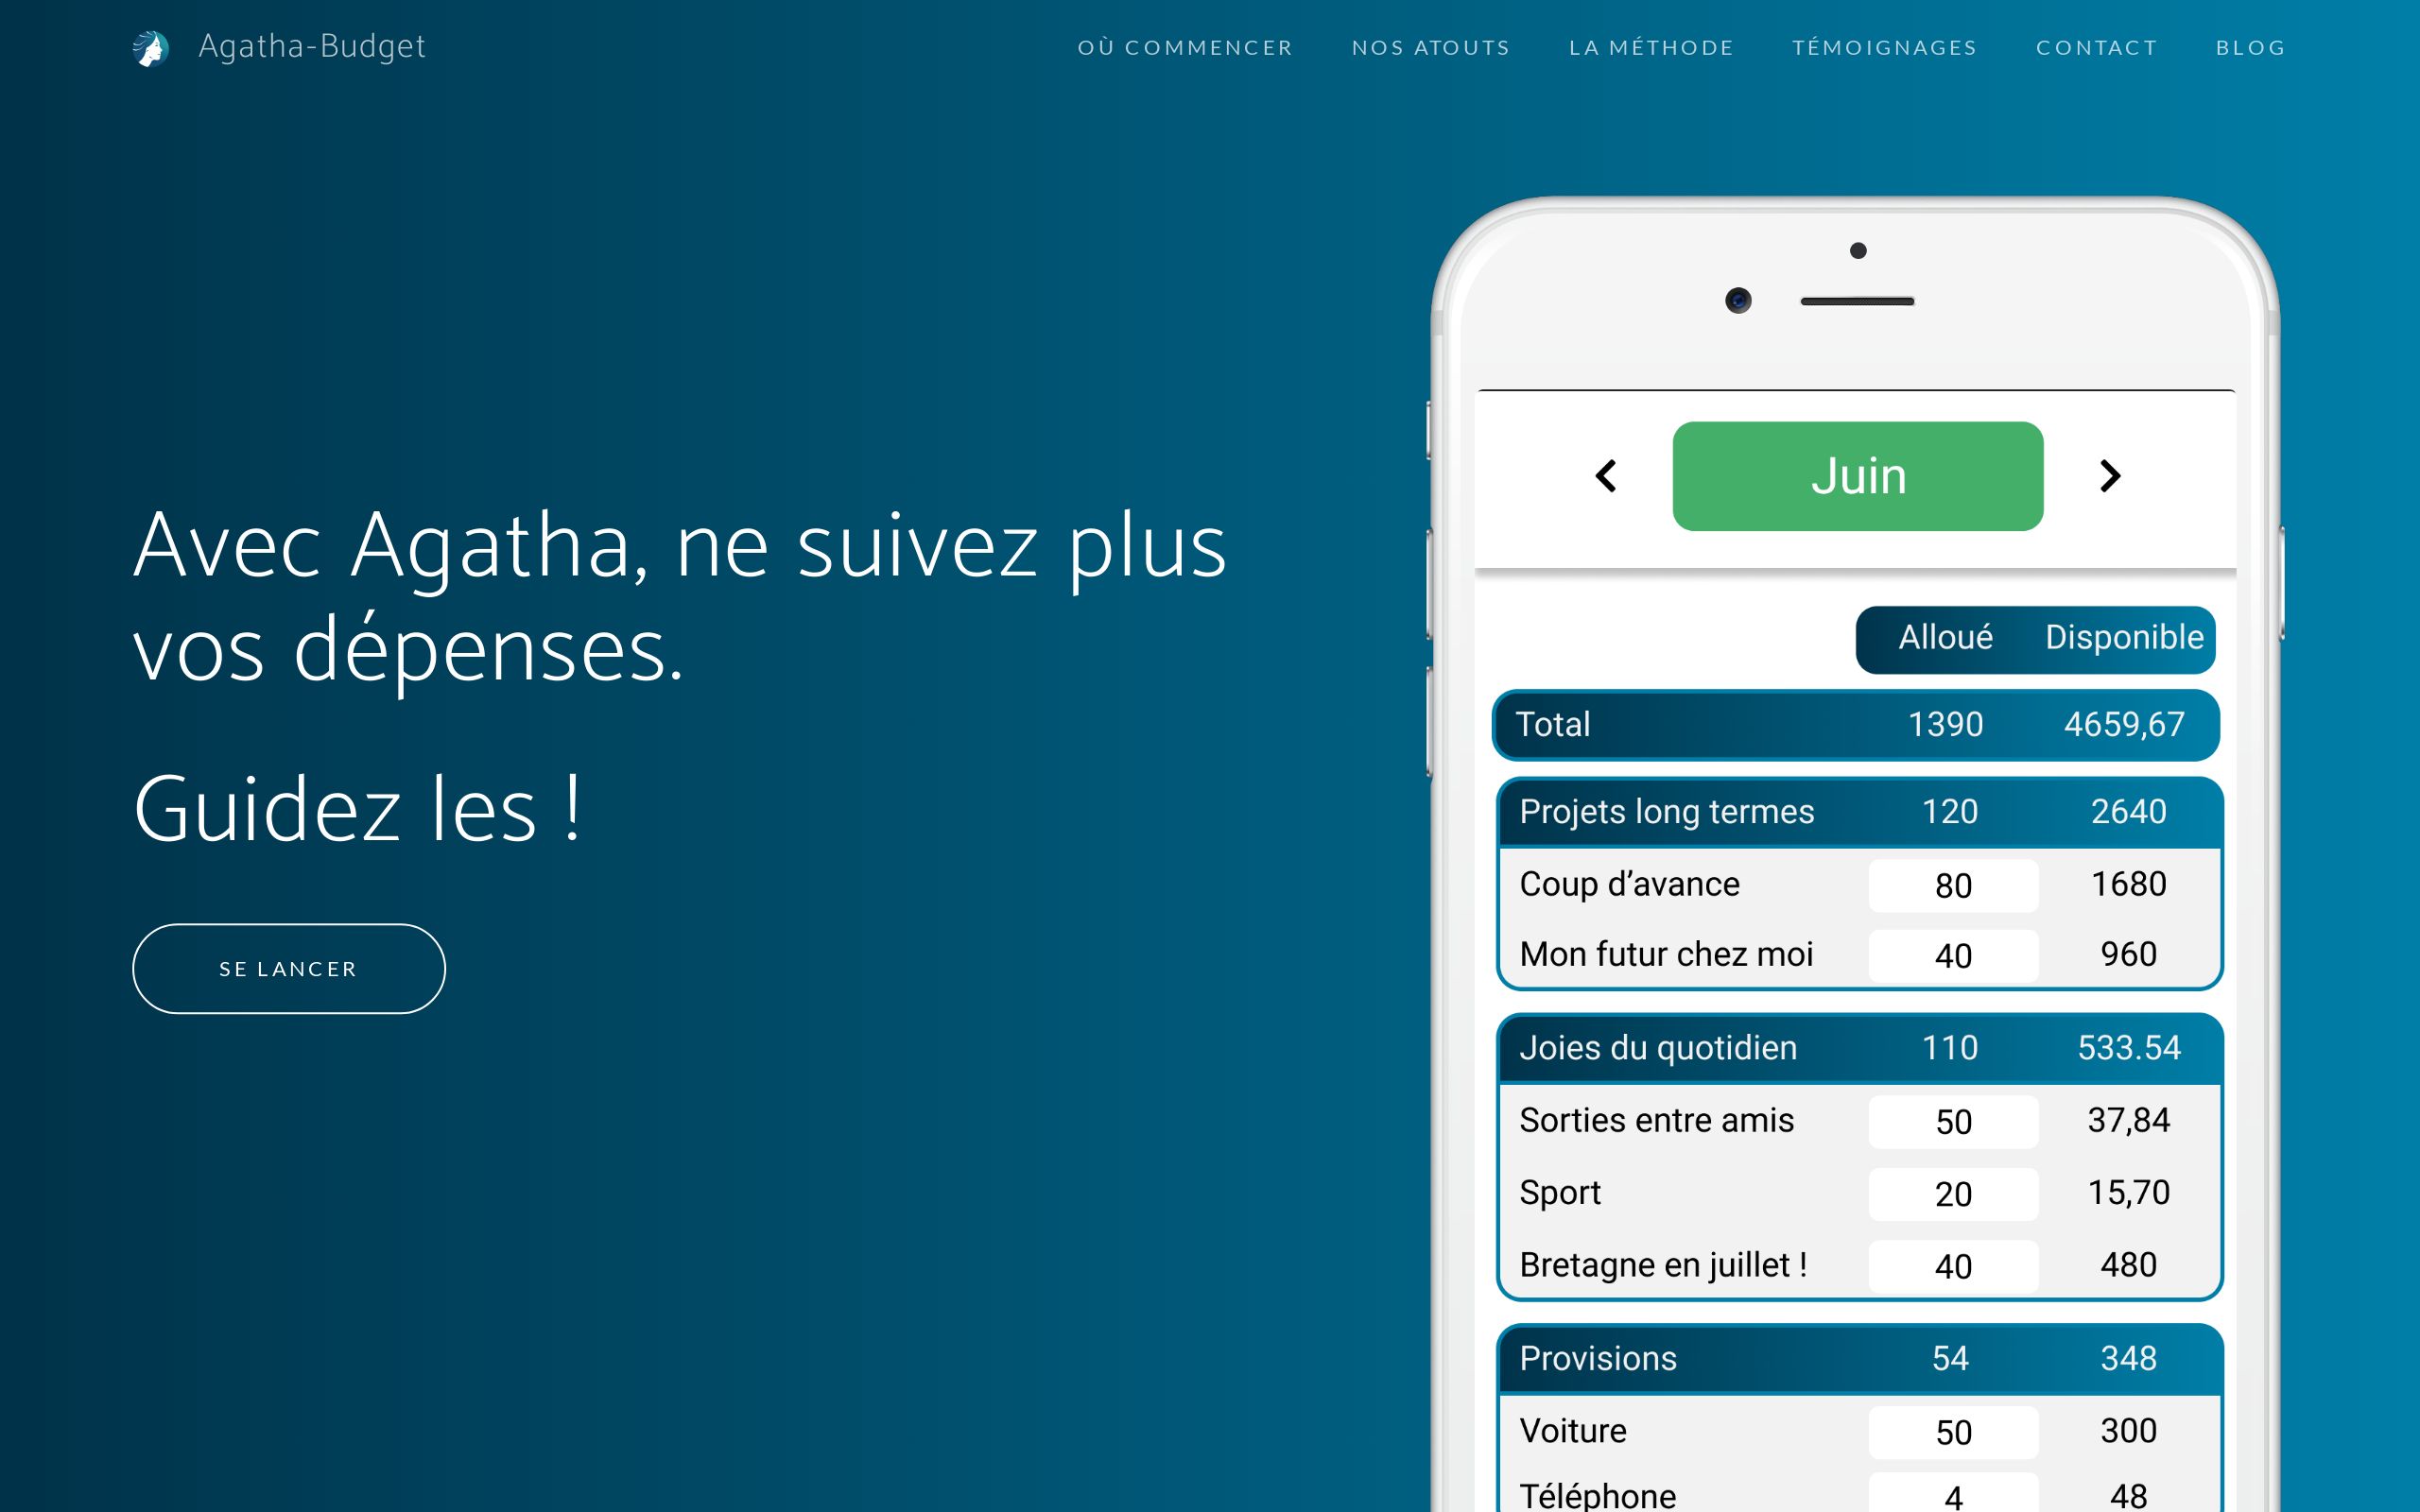 Agatha-Budget
OÙ COMMENCER NOS ATOUTS LA MÉTHODE TÉMOIGNAGES CONTACT BLOG
Avec Agatha, ne suivez plus
vos dépenses.
Guidez les !
SE LANCER
Juin
Alloué Disponible
Total 1390 4659,67
Projets long termes 120 2640
Coup d’avance 80 1680
Mon futur chez moi 40 960
Joies du quotidien 110 533.54
Sorties entre amis 50 37,84
Sport 20 15,70
Bretagne en juillet ! 40 480
Provisions 54 348
Voiture 50 300
Téléphone 4 48